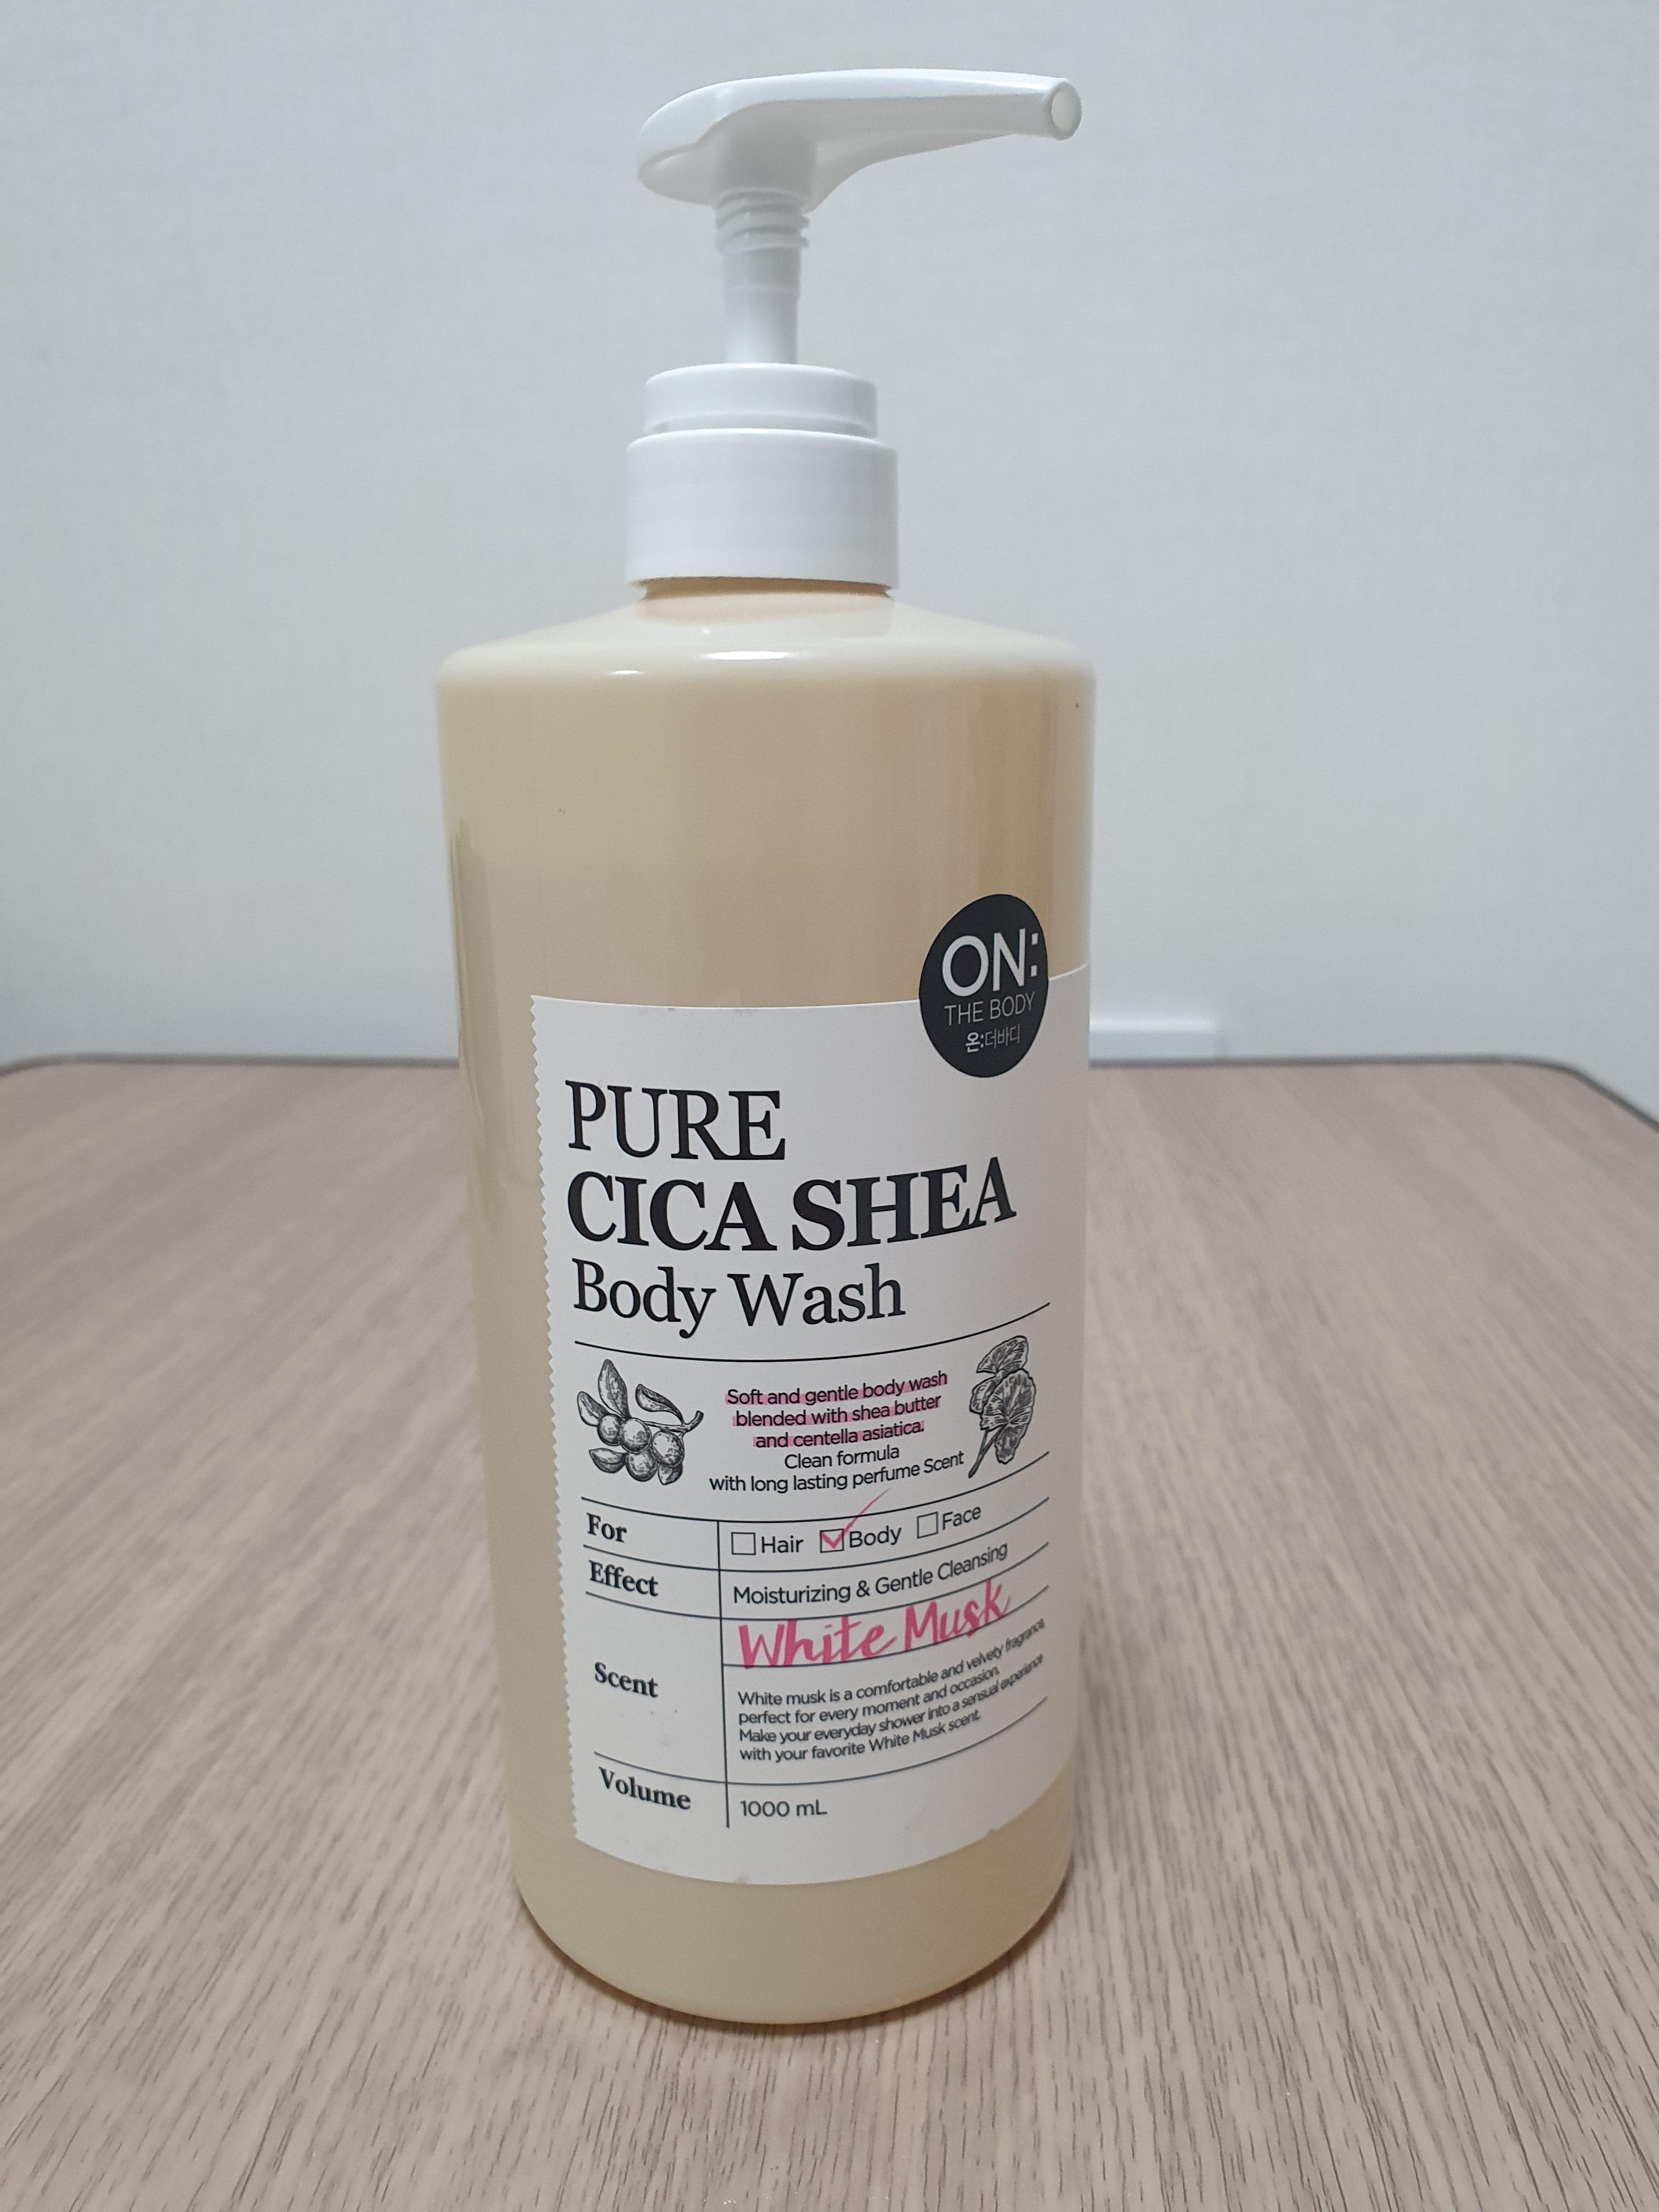 ON:
THE BODY
온:더바디
PURE
CICA SHEA
Body Wash
Soft and gentle body wash
blended with shea butter
and centella asiatica.
Clean formula
with long lasting perfume Scent
For
Hair Body Face
Effect
Moisturizing & Gentle Cleansing
Scent
White Musk
White musk is a comfortable and velvety fragrance,
perfect for every moment and occasion.
Make your everyday shower into a sensual experience
with your favorite White Musk scent.
Volume
1000 mL